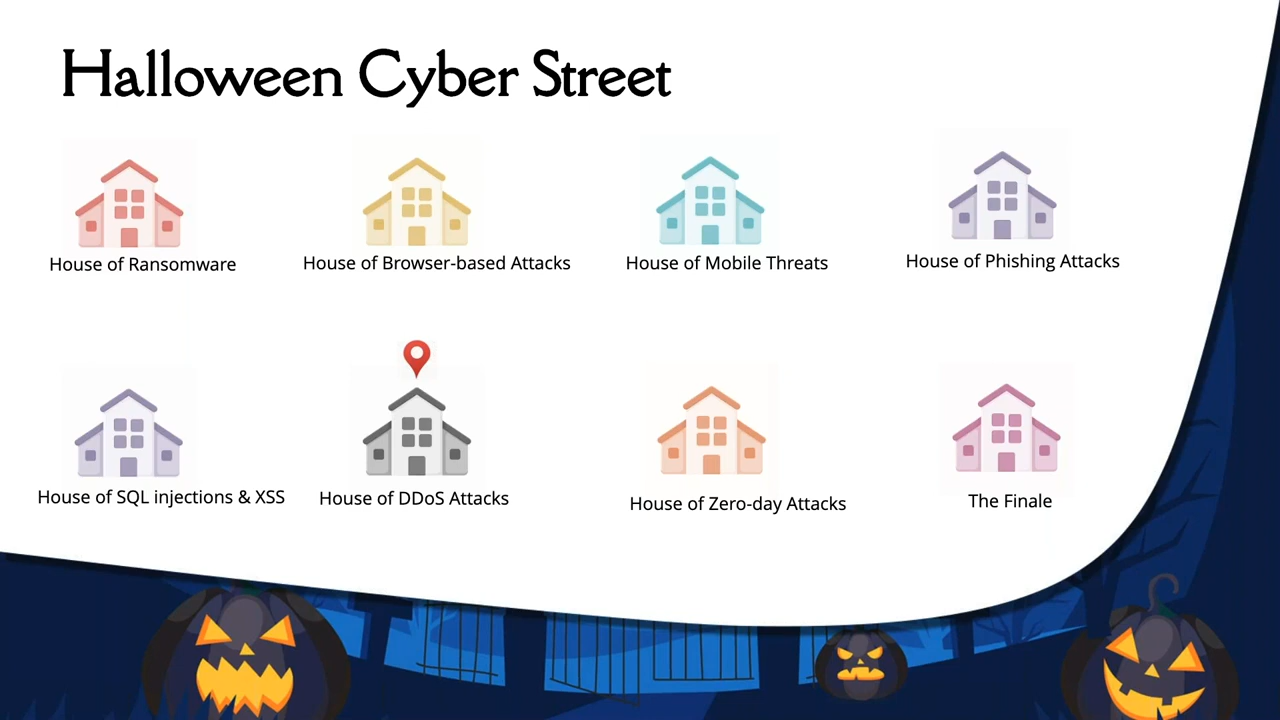 Halloween Cyber Street
House of Ransomware
House of Browser-based Attacks
House of Mobile Threats
House of Phishing Attacks
House of SQL injections & XSS
House of DDoS Attacks
House of Zero-day Attacks
The Finale